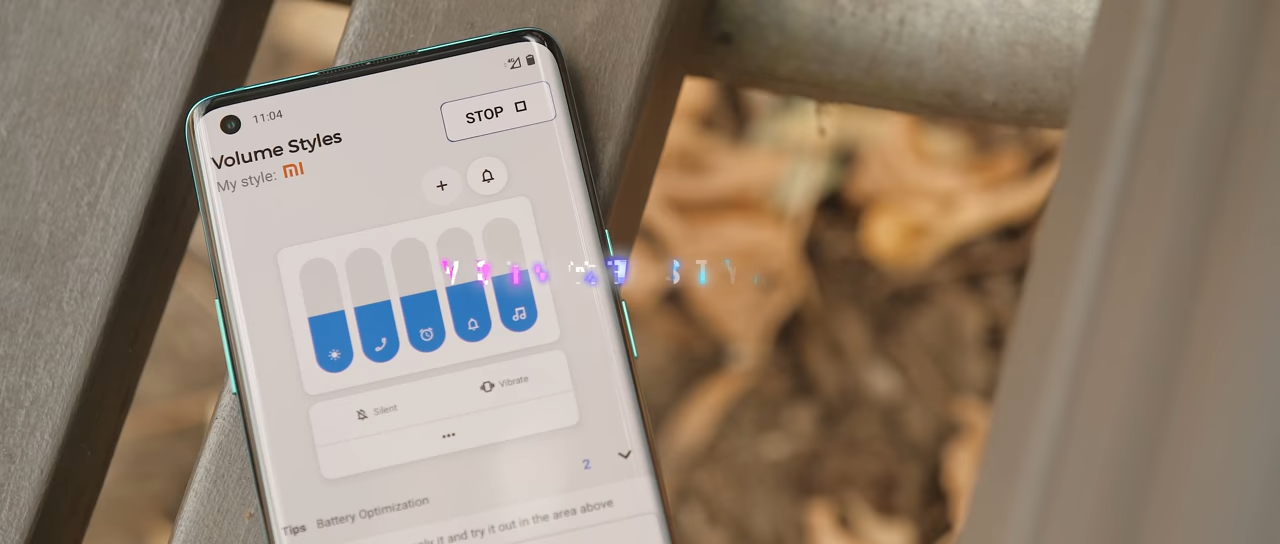 4G
11:04
STOP
Volume Styles
My style: mi
Silent
Vibrate
2
Tips Battery Optimization
it and try it out in the area above